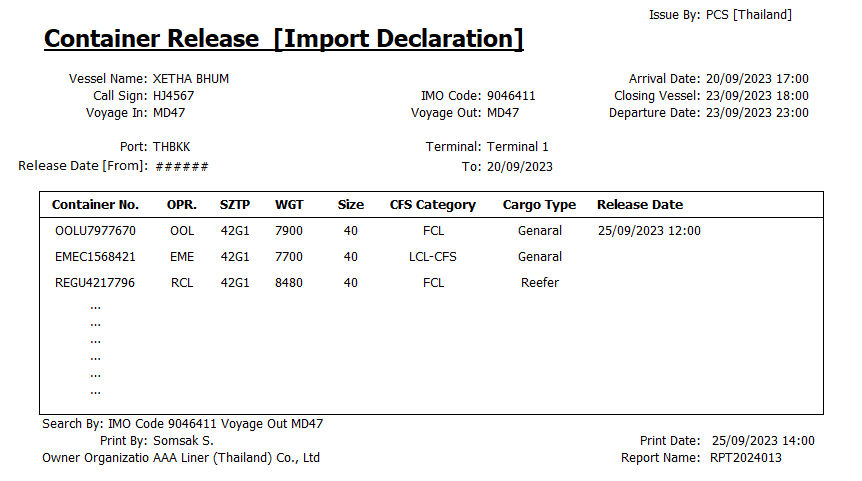 Issue By: PCS [Thailand]
Container Release [Import Declaration]
Vessel Name: XETHA BHUM Arrival Date: 20/09/2023 17:00
Call Sign: HJ4567 IMO Code: 9046411 Closing Vessel: 23/09/2023 18:00
Voyage In: MD47 Voyage Out: MD47 Departure Date: 23/09/2023 23:00
Port: THBKK Terminal: Terminal 1
Release Date [From]: ###### To: 20/09/2023
Container No. OPR. SZTP WGT Size CFS Category Cargo Type Release Date
OOLU7977670 OOL 42G1 7900 40 FCL Genaral 25/09/2023 12:00
EMEC1568421 EME 42G1 7700 40 LCL-CFS Genaral
REGU4217796 RCL 42G1 8480 40 FCL Reefer
...
...
...
...
...
...
Search By: IMO Code 9046411 Voyage Out MD47
Print By: Somsak S. Print Date: 25/09/2023 14:00
Owner Organizatio AAA Liner (Thailand) Co., Ltd Report Name: RPT2024013